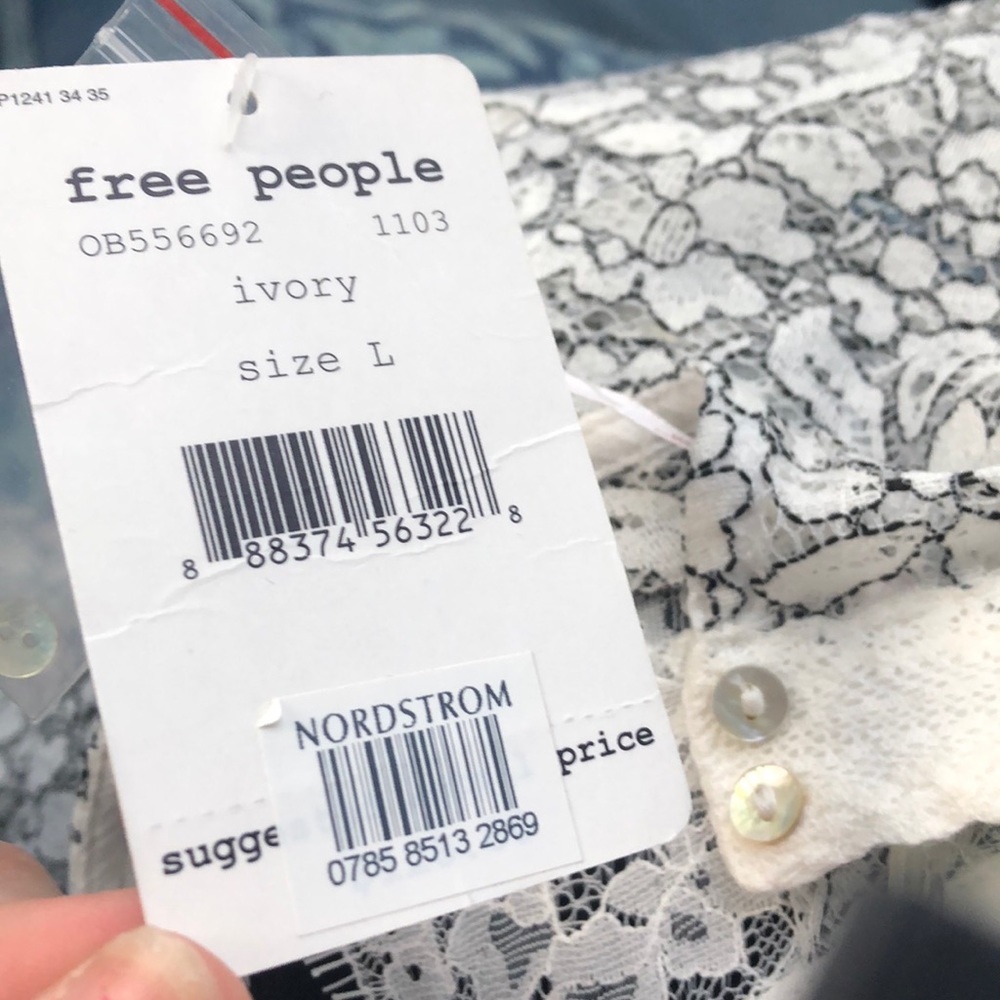 P1241 34 35
free people
OB556692 1103
ivory
size L
8 88374 56322 8
NORDSTROM
0785 8513 2869
sugge price